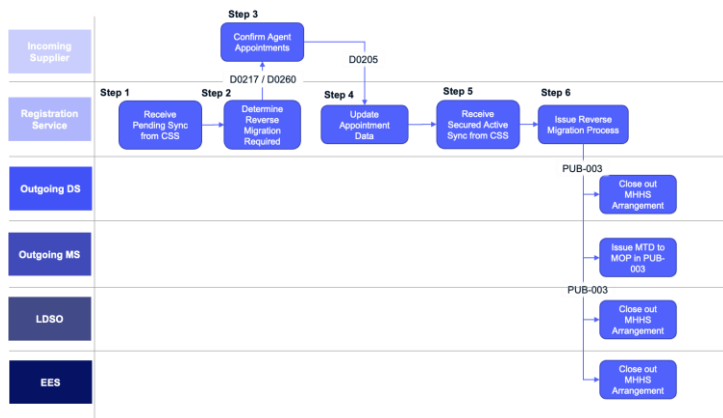 Incoming
Supplier
Step 3
Confirm Agent
Appointments
D0205
D0217 / D0260
Registration
Service
Step 1
Receive
Pending Sync
from CSS
Step 2
Determine
Reverse
Migration
Required
Step 4
Update
Appointment
Data
Step 5
Receive
Secured Active
Sync from CSS
Step 6
Issue Reverse
Migration Process
PUB-003
Outgoing DS
Close out
MHHS
Arrangement
Outgoing MS
Issue MTD to
MOP in PUB-
003
PUB-003
LDSO
Close out
MHHS
Arrangement
EES
Close out
MHHS
Arrangement